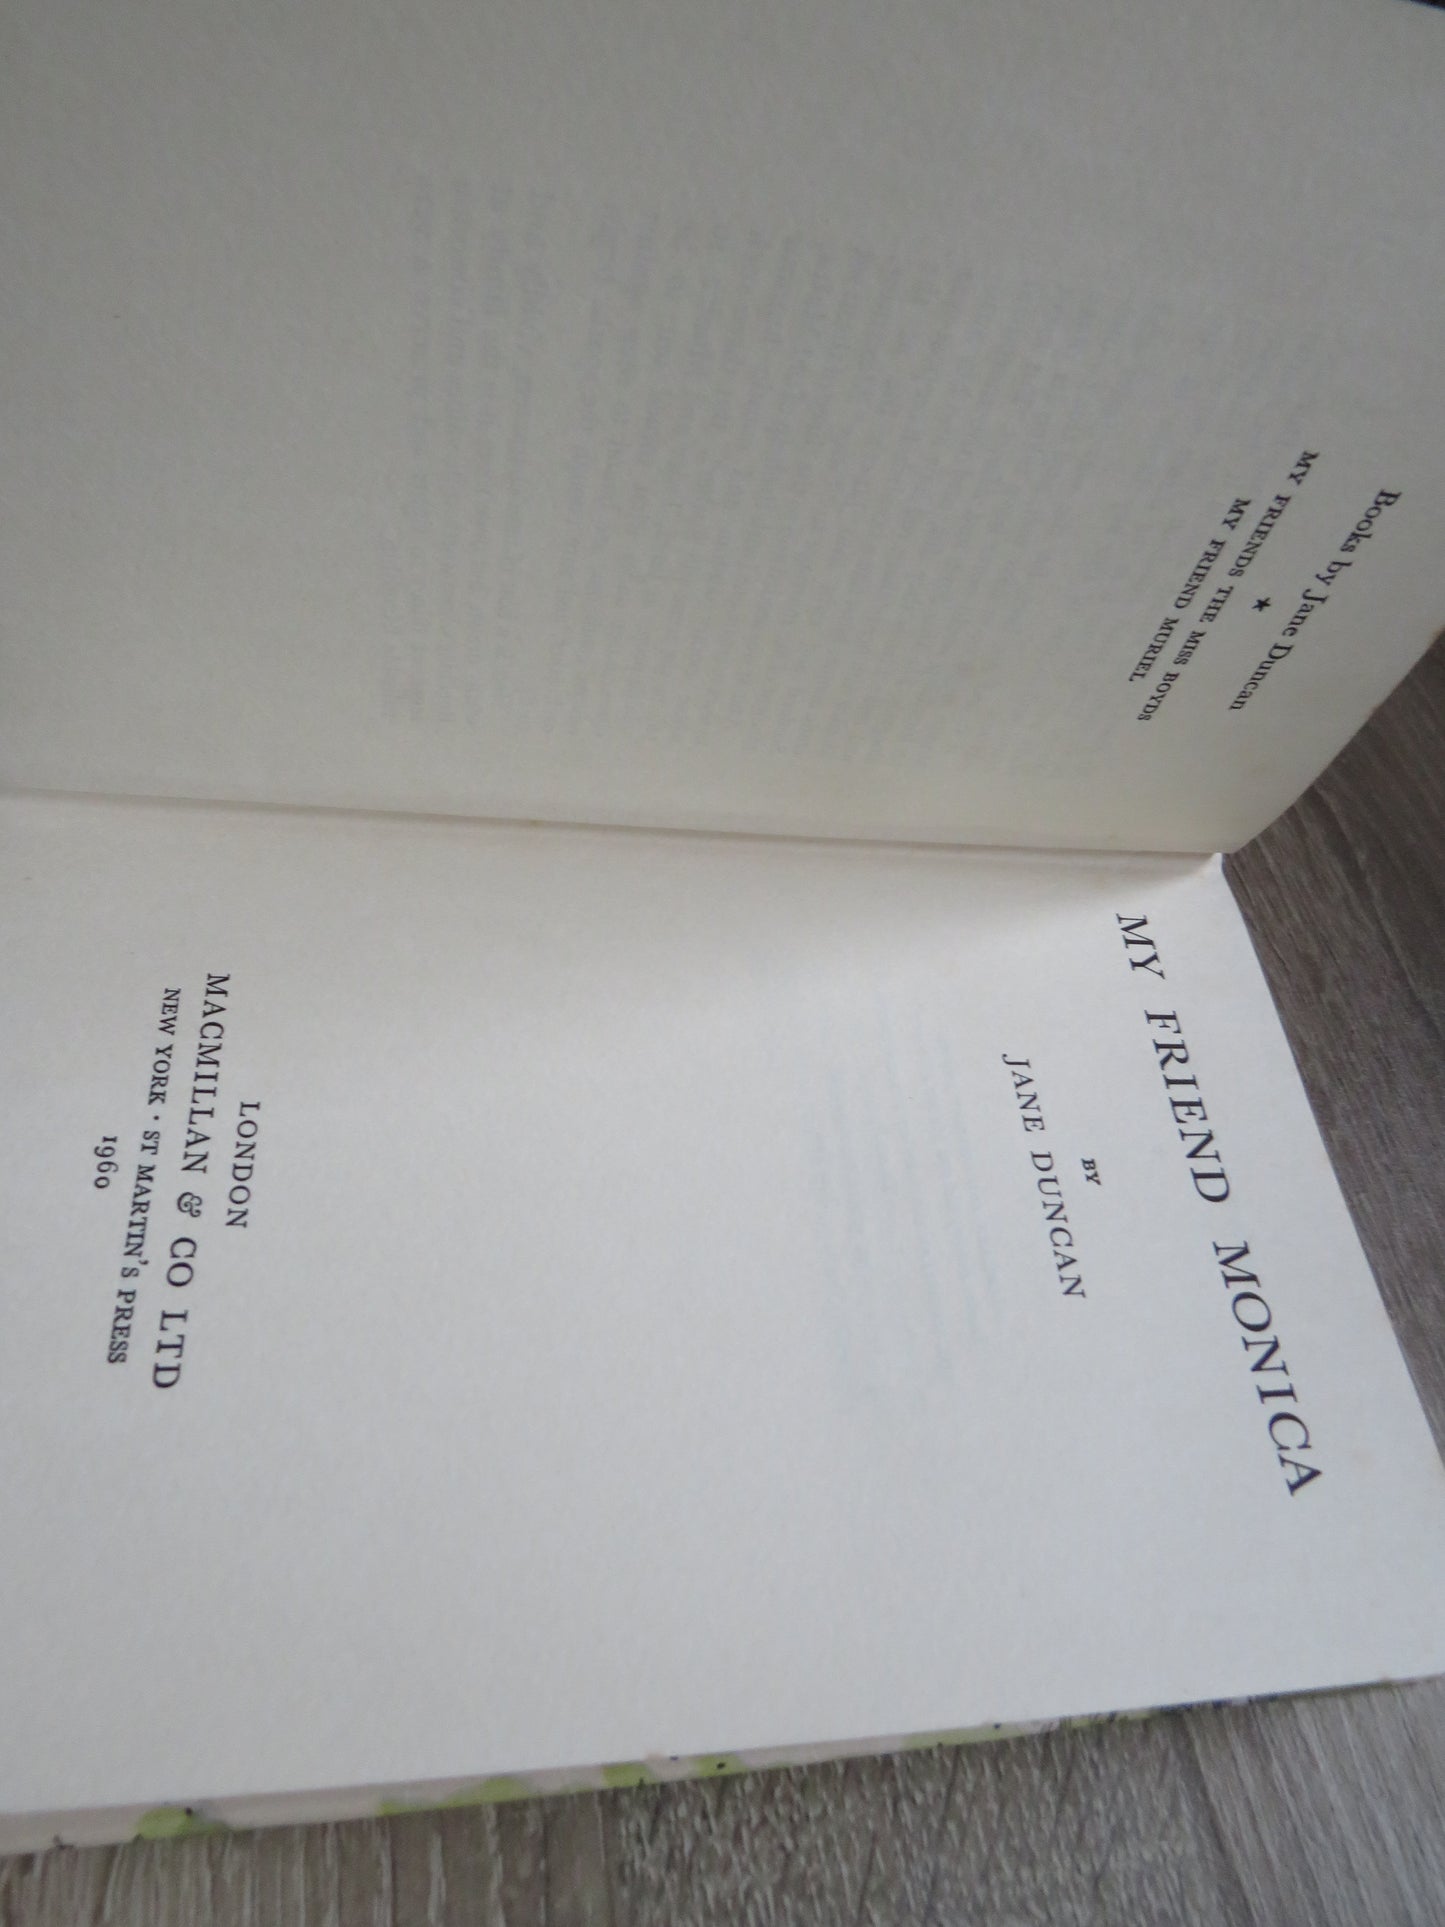 Books by Jane Duncan
★
MY FRIENDS THE MISS BOYDS
MY FRIEND MURIEL
MY FRIEND MONICA
BY
JANE DUNCAN
LONDON
MACMILLAN & CO LTD
NEW YORK · ST MARTIN'S PRESS
1960